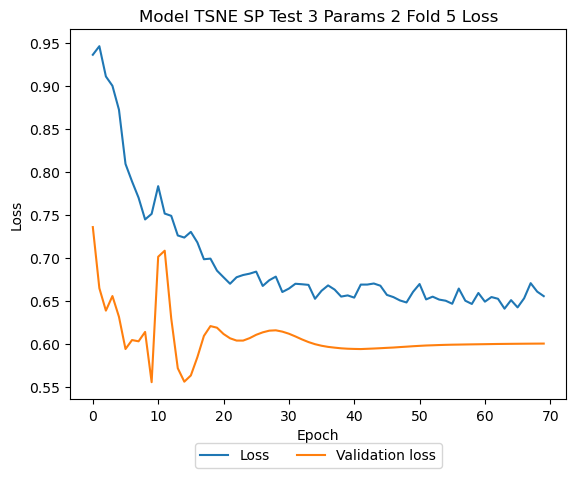 Model TSNE SP Test 3 Params 2 Fold 5 Loss
0.95
0.90
0.85
0.80
0.75
0.70
0.65
0.60
0.55
Loss
0 10 20 30 40 50 60 70
Epoch
Loss Validation loss